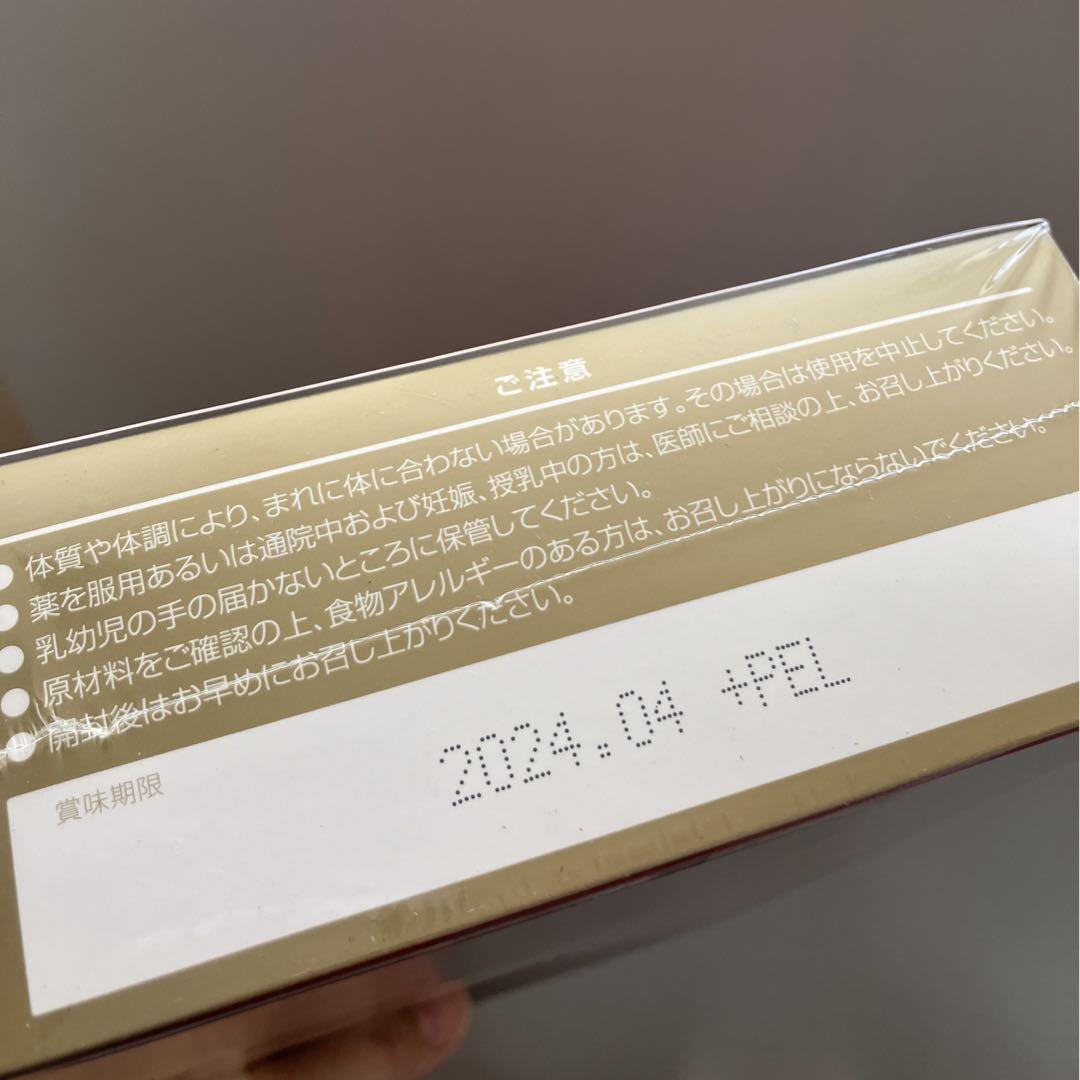 ご注意
●体質や体調により、まれに体に合わない場合があります。その場合は使用を中止してください。
●薬を服用あるいは通院中および妊娠、授乳中の方は、医師にご相談の上、お召し上がりください。
●乳幼児の手の届かないところに保管してください。
●原材料をご確認の上、食物アレルギーのある方は、お召し上がりにならないでください。
●開封後はお早めにお召し上がりください。
賞味期限 2024.04 +PEL